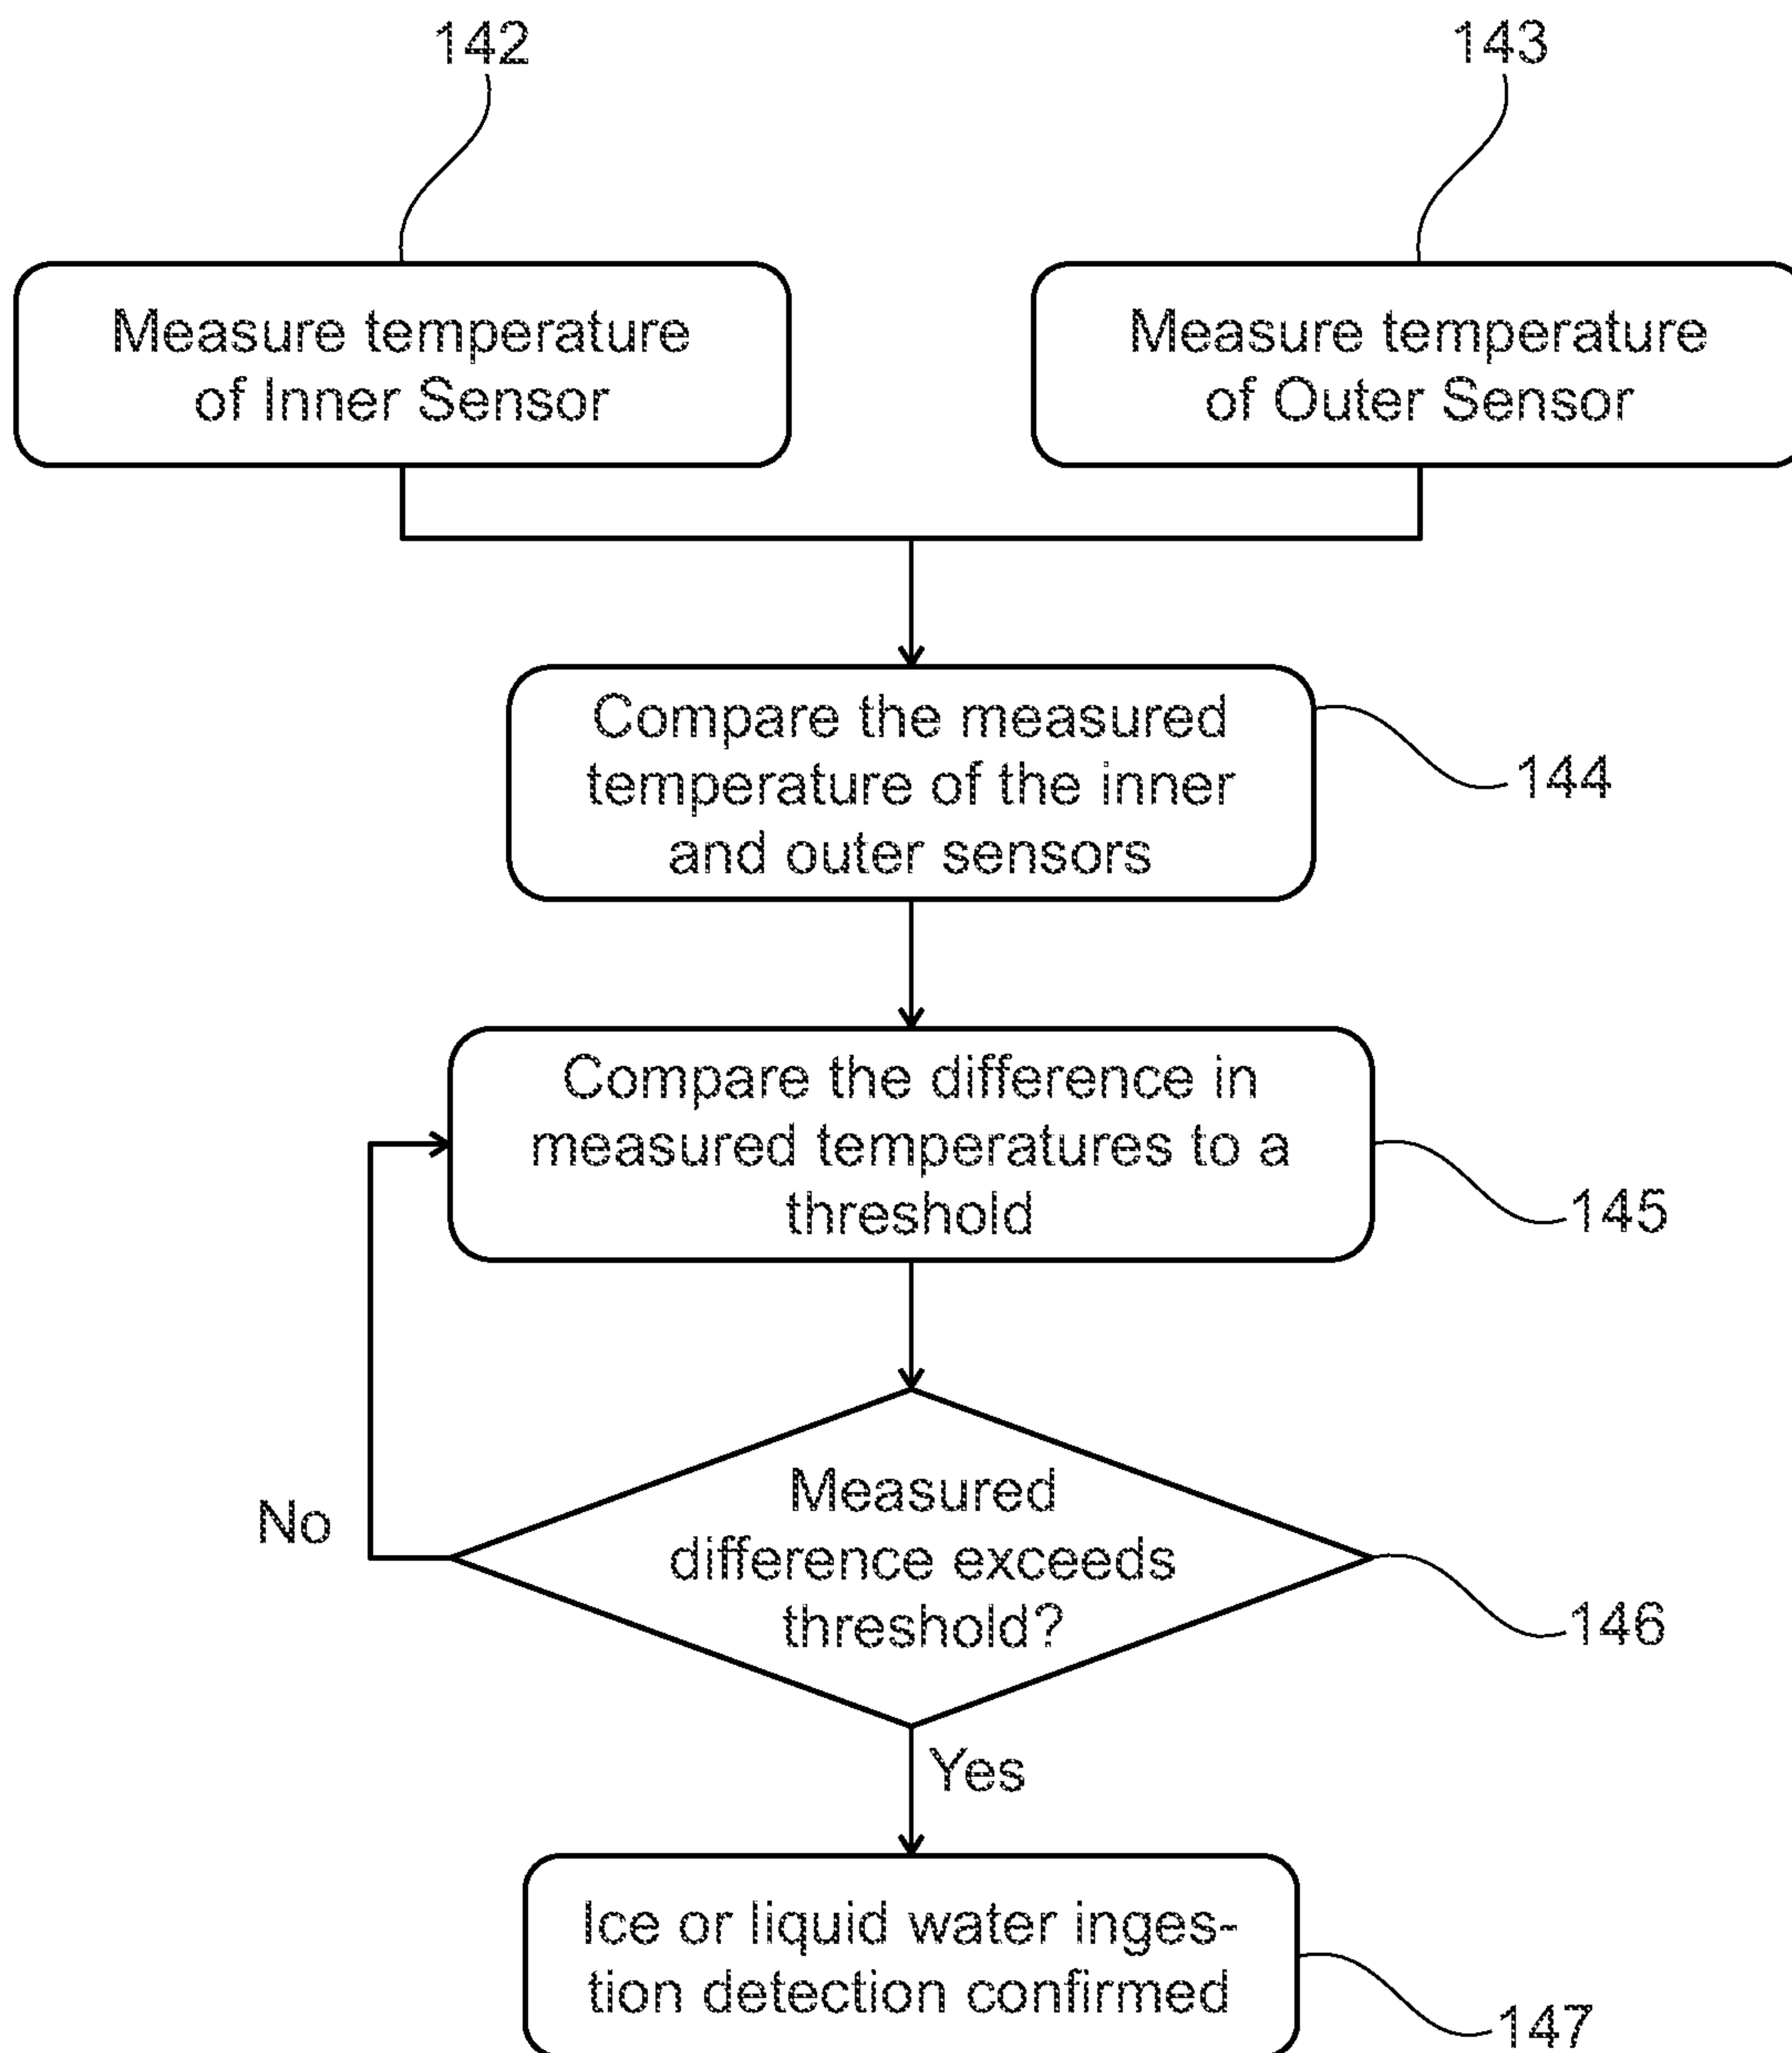 142
143
Measure temperature
of Inner Sensor
Measure temperature
of Outer Sensor
Compare the measured
temperature of the inner
and outer sensors
144
Compare the difference in
measured temperatures to a
threshold
145
Measured
difference exceeds
threshold?
No
146
Yes
Ice or liquid water inges-
tion detection confirmed
147